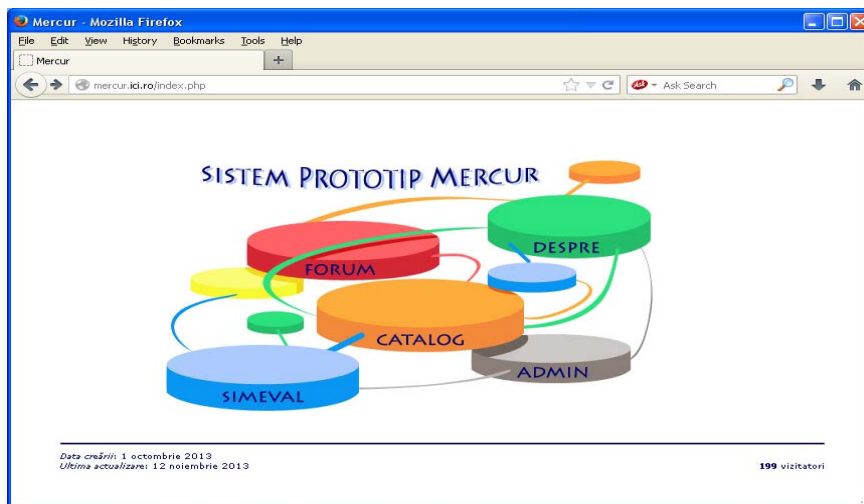 Mercur - Mozilla Firefox
File Edit View History Bookmarks Tools Help
Mercur
mercur.ici.ro/index.php
Ask Ask Search
SISTEM PROTOTIP MERCUR
DESPRE
FORUM
CATALOG
ADMIN
SIMEVAL
Data creării: 1 octombrie 2013
Ultima actualizare: 12 noiembrie 2013
199 vizitatori